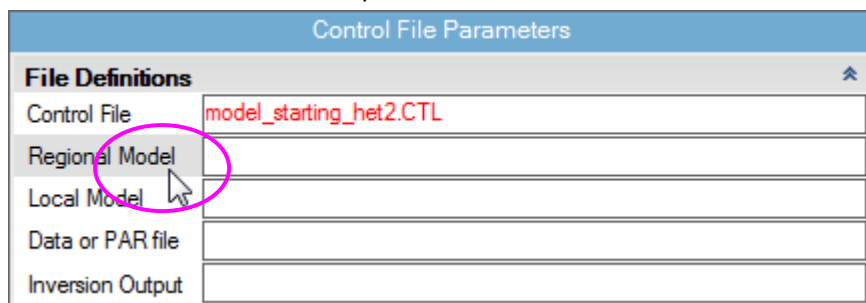 Control File Parameters
File Definitions
Control File model_starting_het2.CTL
Regional Model
Local Model
Data or PAR file
Inversion Output